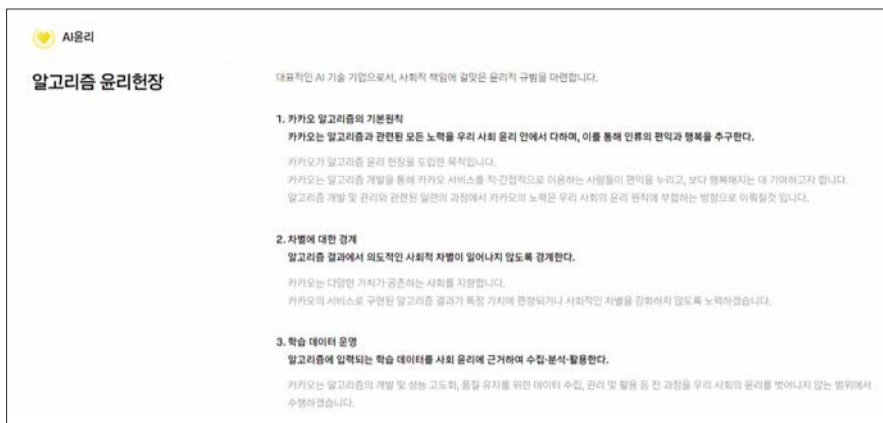 AI윤리
알고리즘 윤리헌장
대표적인 AI 기술 기업으로서, 사회적 책임에 걸맞은 윤리적 규범을 마련합니다.
1. 카카오 알고리즘의 기본원칙
카카오는 알고리즘과 관련된 모든 노력을 우리 사회 윤리 안에서 다하며, 이를 통해 인류의 편익과 행복을 추구한다.
카카오가 알고리즘 윤리 헌장을 도입한 목적입니다.
카카오는 알고리즘 개발을 통해 카카오 서비스를 직·간접적으로 이용하는 사람들이 편익을 누리고, 보다 행복해지는 데 기여하고자 합니다.
알고리즘 개발 및 관리와 관련된 일련의 과정에서 카카오의 노력은 우리 사회의 윤리 원칙에 부합하는 방향으로 이뤄질것 입니다.
2. 차별에 대한 경계
알고리즘 결과에서 의도적인 사회적 차별이 일어나지 않도록 경계한다.
카카오는 다양한 가치가 공존하는 사회를 지향합니다.
카카오의 서비스로 구현된 알고리즘 결과가 특정 가치에 편향되거나 사회적인 차별을 강화하지 않도록 노력하겠습니다.
3. 학습 데이터 운영
알고리즘에 입력되는 학습 데이터를 사회 윤리에 근거하여 수집·분석·활용한다.
카카오는 알고리즘의 개발 및 성능 고도화, 품질 유지를 위한 데이터 수집, 관리 및 활용 등 전 과정을 우리 사회의 윤리를 벗어나지 않는 범위에서
수행하겠습니다.